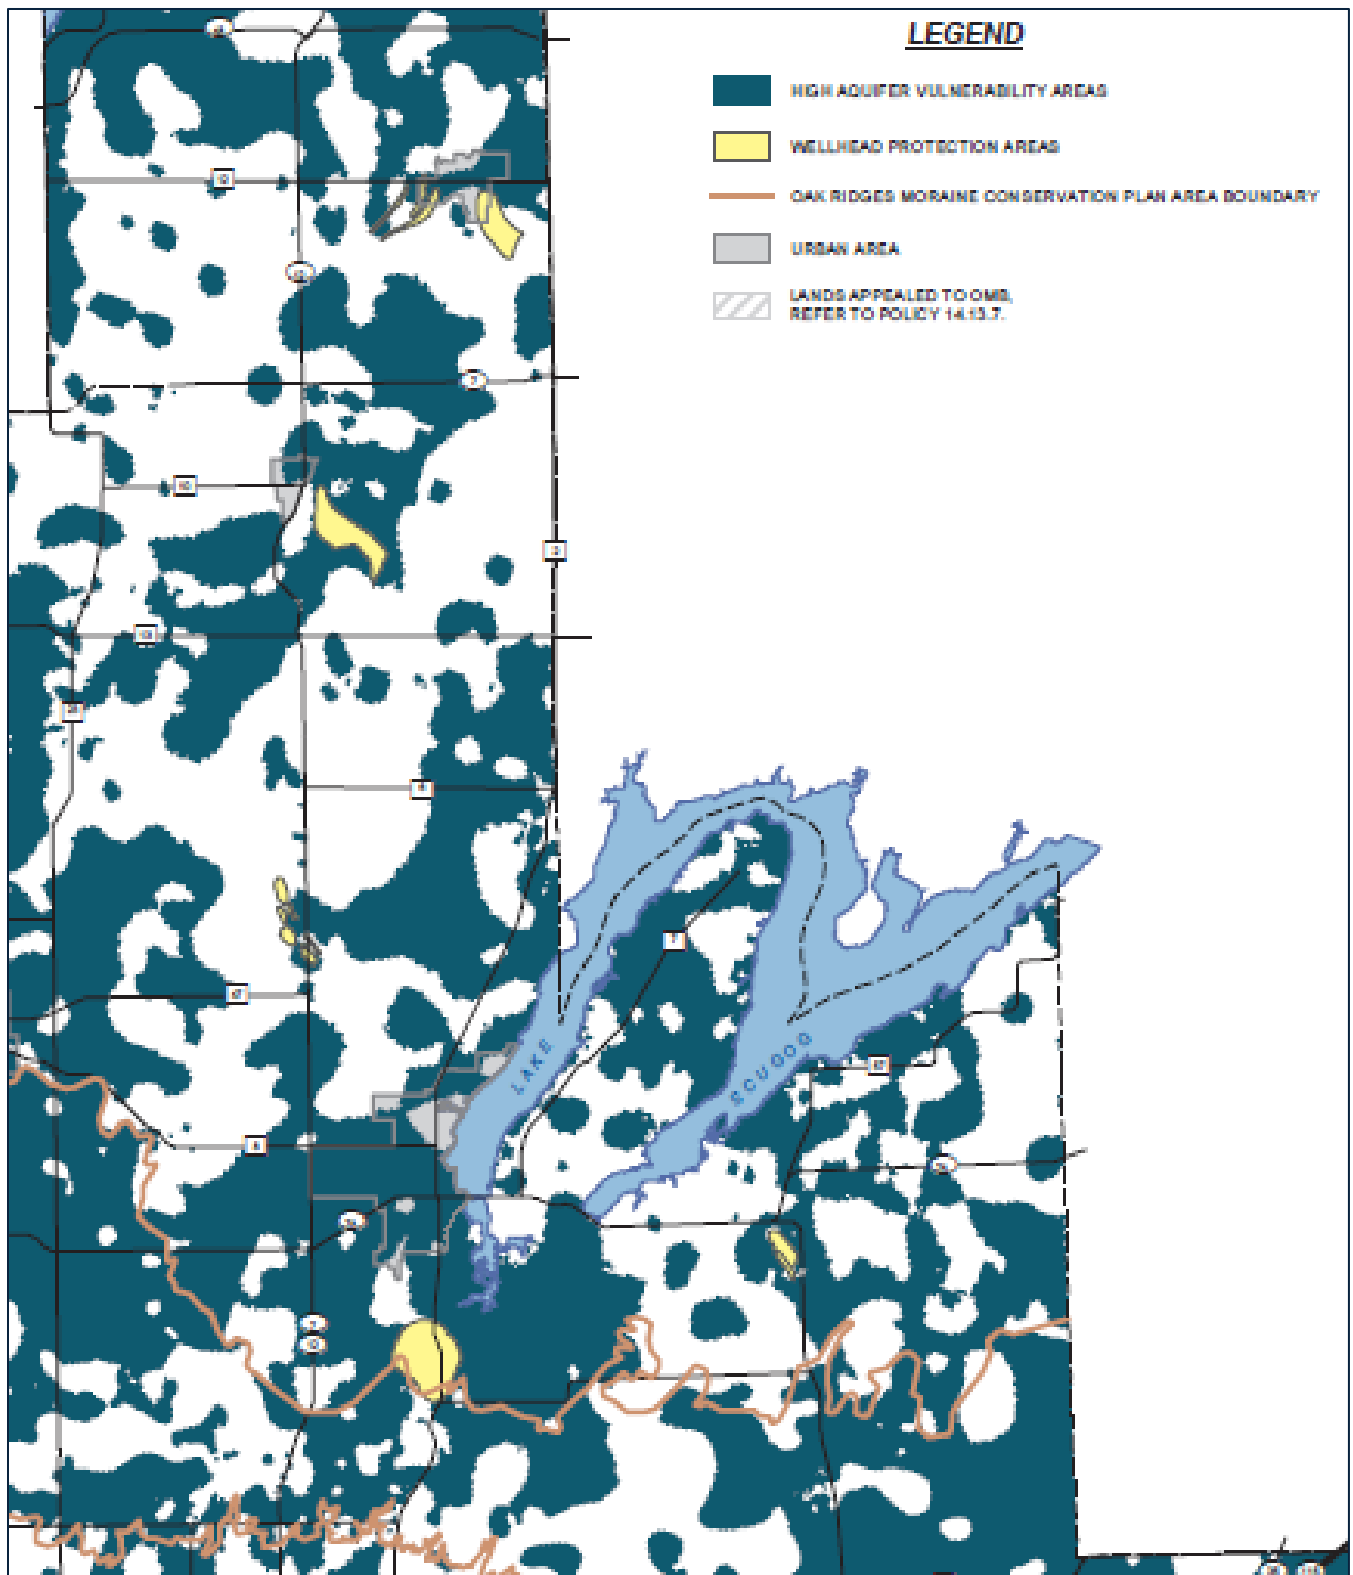 LEGEND
HIGH AQUIFER VULNERABILITY AREAS
WELLHEAD PROTECTION AREAS
OAK RIDGES MORAINE CONSERVATION PLAN AREA BOUNDARY
URBAN AREA
LANDS APPEALED TO OMB,
REFER TO POLICY 14.13.7.
7
LAKE
SCUGOG